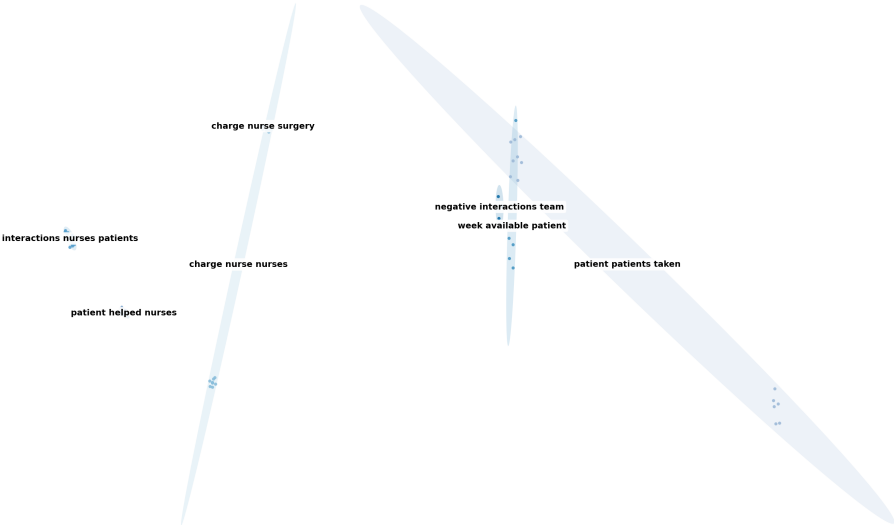 charge nurse surgery
negative interactions team
week available patient
interactions nurses patients
charge nurse nurses
patient patients taken
patient helped nurses